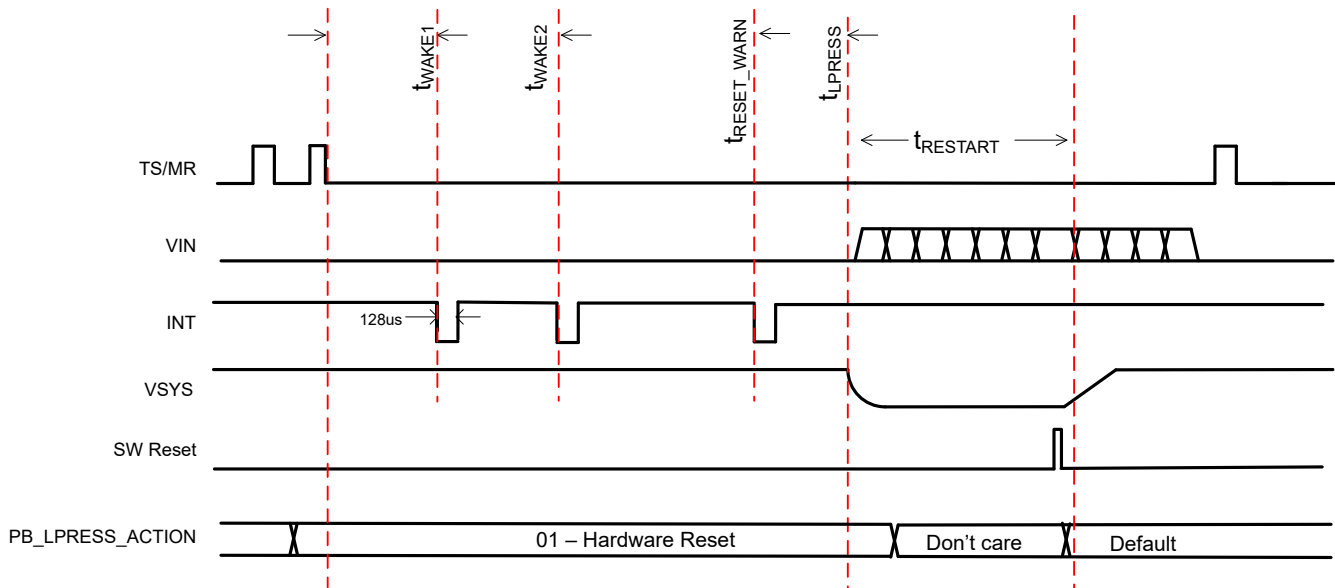 tWAKE1
tWAKE2
tRESET_WARN
tLPRESS
tRESTART
TS/MR
VIN
INT
128us
VSYS
SW Reset
PB_LPRESS_ACTION
01 – Hardware Reset
Don't care
Default